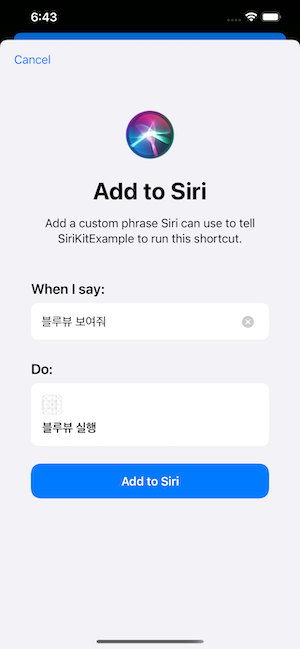 6:43
Cancel
Add to Siri
Add a custom phrase Siri can use to tell
SiriKitExample to run this shortcut.
When I say:
블루뷰 보여줘
Do:
블루뷰 실행
Add to Siri